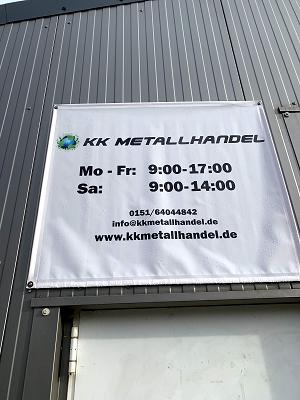 KK METALLHANDEL
Mo - Fr: 9:00-17:00
Sa: 9:00-14:00
0151/64044842
info@kkmetallhandel.de
www.kkmetallhandel.de